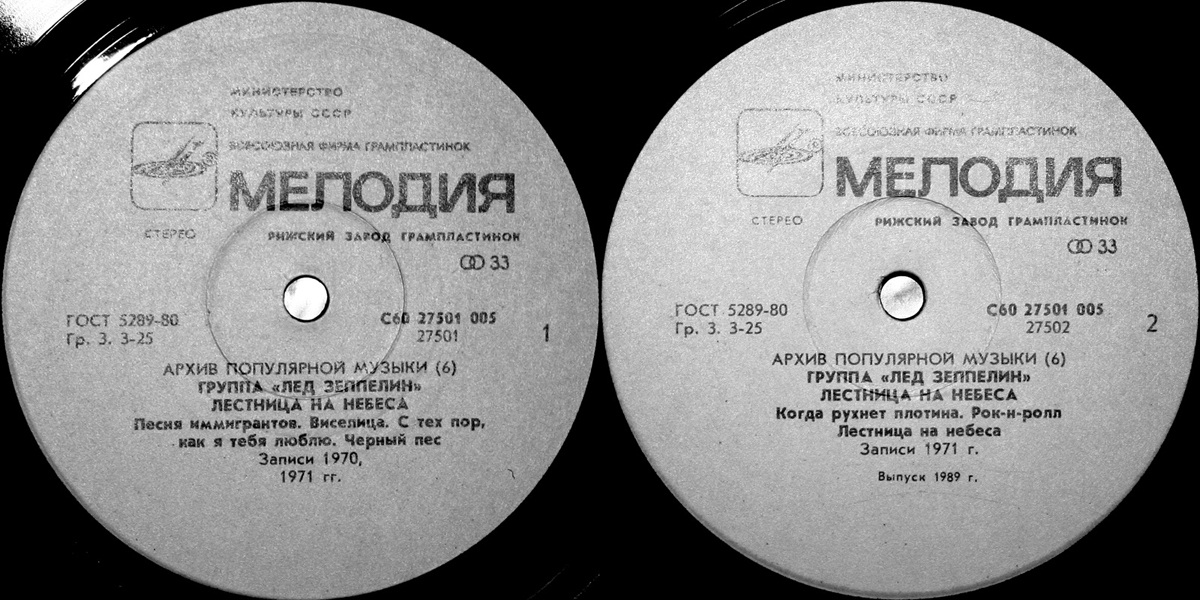 МИНИСТЕРСТВО
КУЛЬТУРЫ СССР
ВСЕСОЮЗНАЯ ФИРМА ГРАМПЛАСТИНОК
МЕЛОДИЯ
СТЕРЕО
РИЖСКИЙ ЗАВОД ГРАМПЛАСТИНОК
33
ГОСТ 5289-80
Гр. 3. 3-25
С60 27501 005
27501
1
АРХИВ ПОПУЛЯРНОЙ МУЗЫКИ (6)
ГРУППА «ЛЕД ЗЕППЕЛИН»
ЛЕСТНИЦА НА НЕБЕСА
Песня иммигрантов. Виселица. С тех пор,
как я тебя люблю. Черный пес
Записи 1970,
1971 гг.
МИНИСТЕРСТВО
КУЛЬТУРЫ СССР
ВСЕСОЮЗНАЯ ФИРМА ГРАМПЛАСТИНОК
МЕЛОДИЯ
СТЕРЕО
РИЖСКИЙ ЗАВОД ГРАМПЛАСТИНОК
33
ГОСТ 5289-80
Гр. 3. 3-25
С60 27501 005
27502
2
АРХИВ ПОПУЛЯРНОЙ МУЗЫКИ (6)
ГРУППА «ЛЕД ЗЕППЕЛИН»
ЛЕСТНИЦА НА НЕБЕСА
Когда рухнет плотина. Рок-н-ролл
Лестница на небеса
Записи 1971 г.
Выпуск 1989 г.